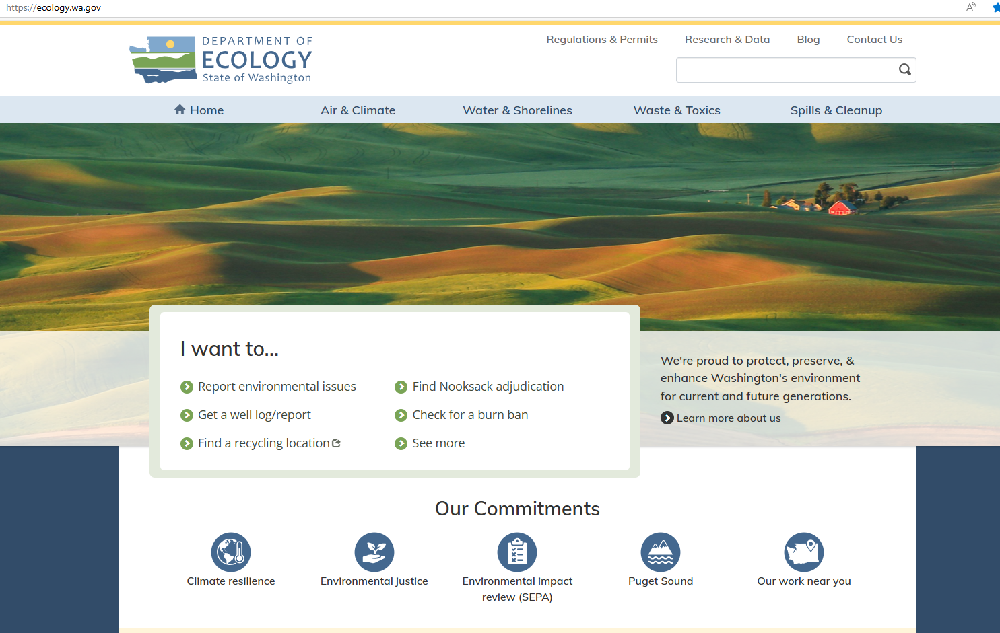 https://ecology.wa.gov
DEPARTMENT OF
ECOLOGY
State of Washington
Regulations & Permits Research & Data Blog Contact Us
Home Air & Climate Water & Shorelines Waste & Toxics Spills & Cleanup
I want to...
Report environmental issues
Get a well log/report
Find a recycling location
Find Nooksack adjudication
Check for a burn ban
See more
We're proud to protect, preserve, &
enhance Washington's environment
for current and future generations.
Learn more about us
Our Commitments
Climate resilience
Environmental justice
Environmental impact
review (SEPA)
Puget Sound
Our work near you